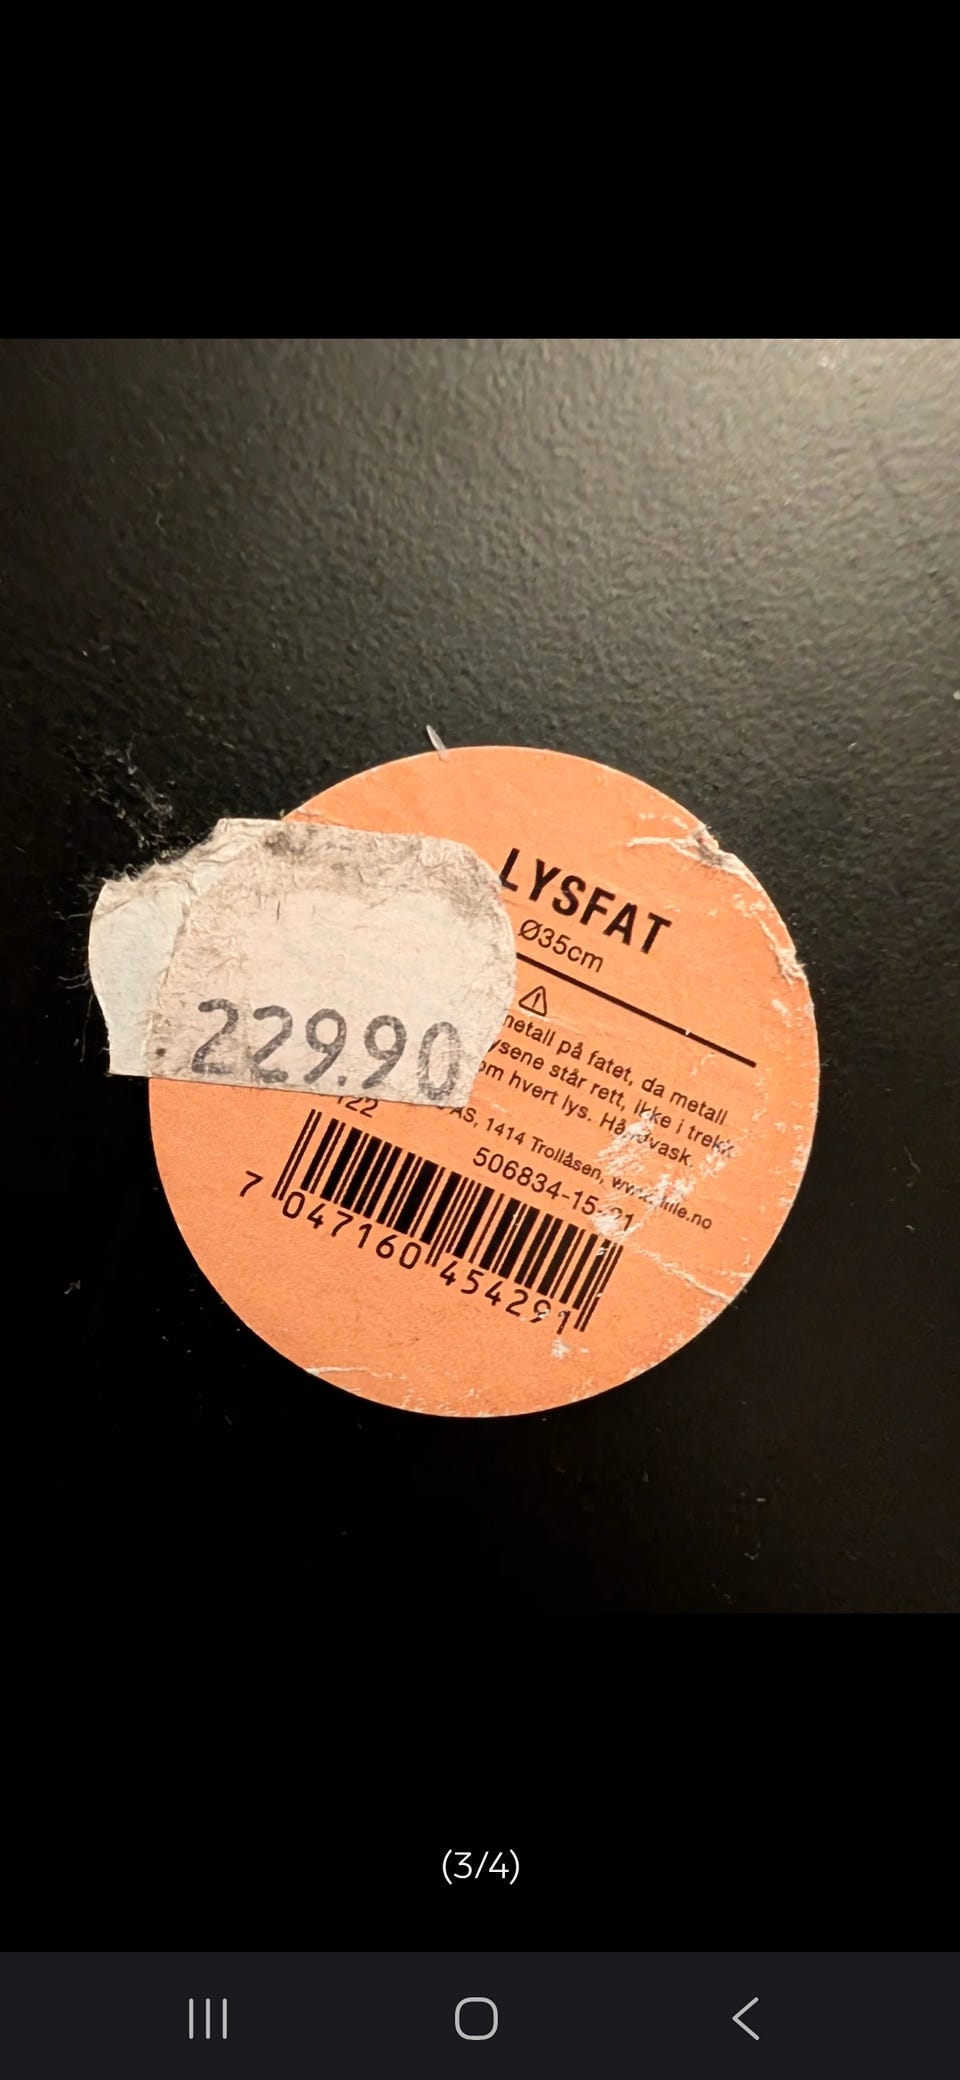 LYSFAT
Ø35cm
metall på fatet, da metall
lysene står rett, ikke i trekk
om hvert lys. Håndvask.
AS, 1414 Trollåsen,
229.90
122
506834-15-21
7 047160 454291
(3/4)